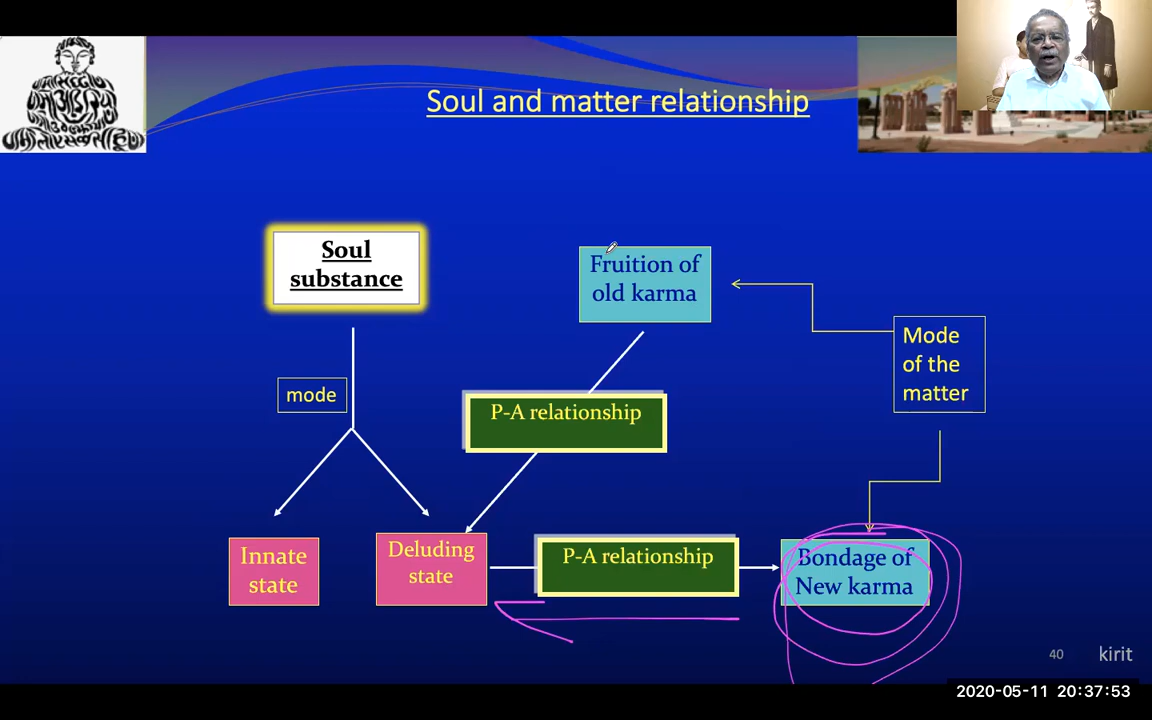 Soul and matter relationship
Soul
substance
Fruition of
old karma
Mode
of the
matter
mode
P-A relationship
Innate
state
Deluding
state
P-A relationship
Bondage of
New karma
40
kirit
2020-05-11 20:37:53